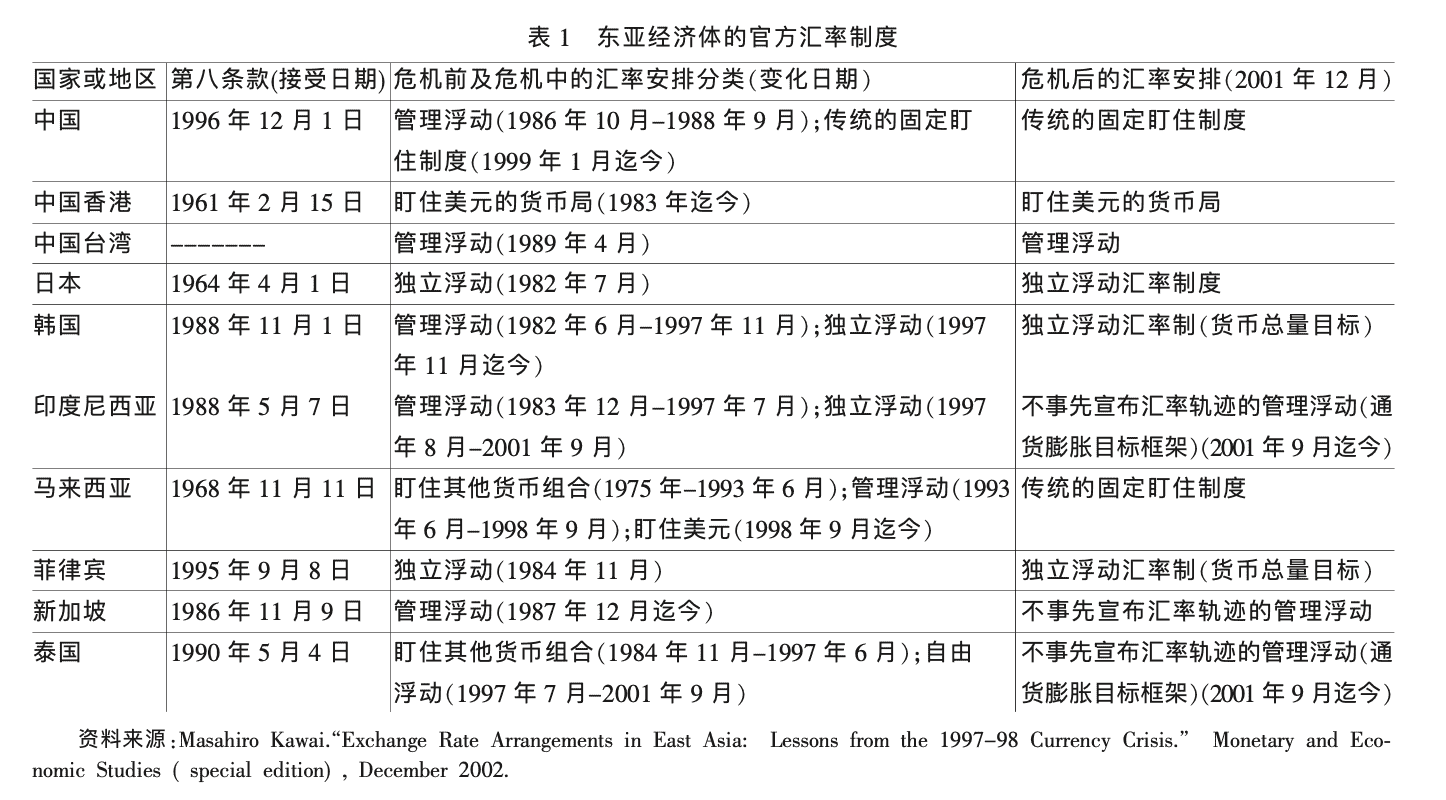 表 1 东亚经济体的官方汇率制度
国家或地区 第八条款(接受日期) 危机前及危机中的汇率安排分类(变化日期) 危机后的汇率安排(2001 年 12 月)
中国 1996 年 12 月 1 日 管理浮动(1986 年 10 月–1988 年 9 月);传统的固定盯 传统的固定盯住制度
住制度(1999 年 1 月迄今)
中国香港 1961 年 2 月 15 日 盯住美元的货币局(1983 年迄今) 盯住美元的货币局
中国台湾 ------- 管理浮动(1989 年 4 月) 管理浮动
日本 1964 年 4 月 1 日 独立浮动(1982 年 7 月) 独立浮动汇率制度
韩国 1988 年 11 月 1 日 管理浮动(1982 年 6 月–1997 年 11 月);独立浮动(1997 独立浮动汇率制(货币总量目标)
年 11 月迄今)
印度尼西亚 1988 年 5 月 7 日 管理浮动(1983 年 12 月–1997 年 7 月);独立浮动(1997 不事先宣布汇率轨迹的管理浮动(通
年 8 月–2001 年 9 月) 货膨胀目标框架)(2001 年 9 月迄今)
马来西亚 1968 年 11 月 11 日 盯住其他货币组合(1975 年–1993 年 6 月);管理浮动(1993 传统的固定盯住制度
年 6 月–1998 年 9 月);盯住美元(1998 年 9 月迄今)
菲律宾 1995 年 9 月 8 日 独立浮动(1984 年 11 月) 独立浮动汇率制(货币总量目标)
新加坡 1986 年 11 月 9 日 管理浮动(1987 年 12 月迄今) 不事先宣布汇率轨迹的管理浮动
泰国 1990 年 5 月 4 日 盯住其他货币组合(1984 年 11 月–1997 年 6 月);自由 不事先宣布汇率轨迹的管理浮动(通
浮动(1997 年 7 月–2001 年 9 月) 货膨胀目标框架)(2001 年 9 月迄今)
资料来源:Masahiro Kawai.“Exchange Rate Arrangements in East Asia: Lessons from the 1997–98 Currency Crisis.” Monetary and Eco-
nomic Studies ( special edition) , December 2002.